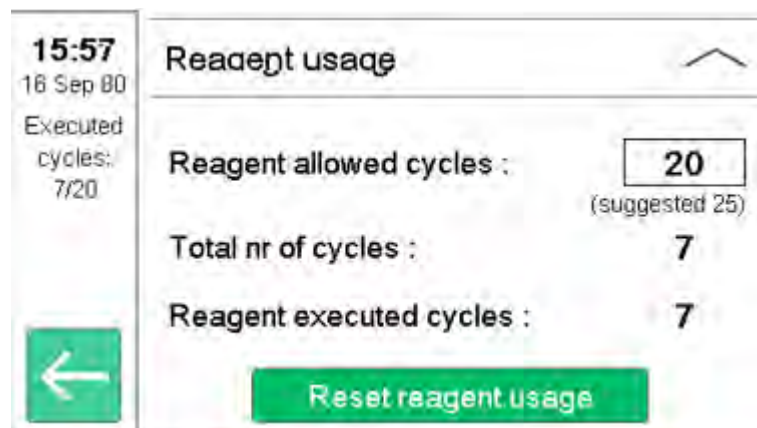 15:57
16 Sep 80
Executed
cycles:
7/20
Reagent usage
Reagent allowed cycles : 20
(suggested 25)
Total nr of cycles : 7
Reagent executed cycles : 7
Reset reagent usage